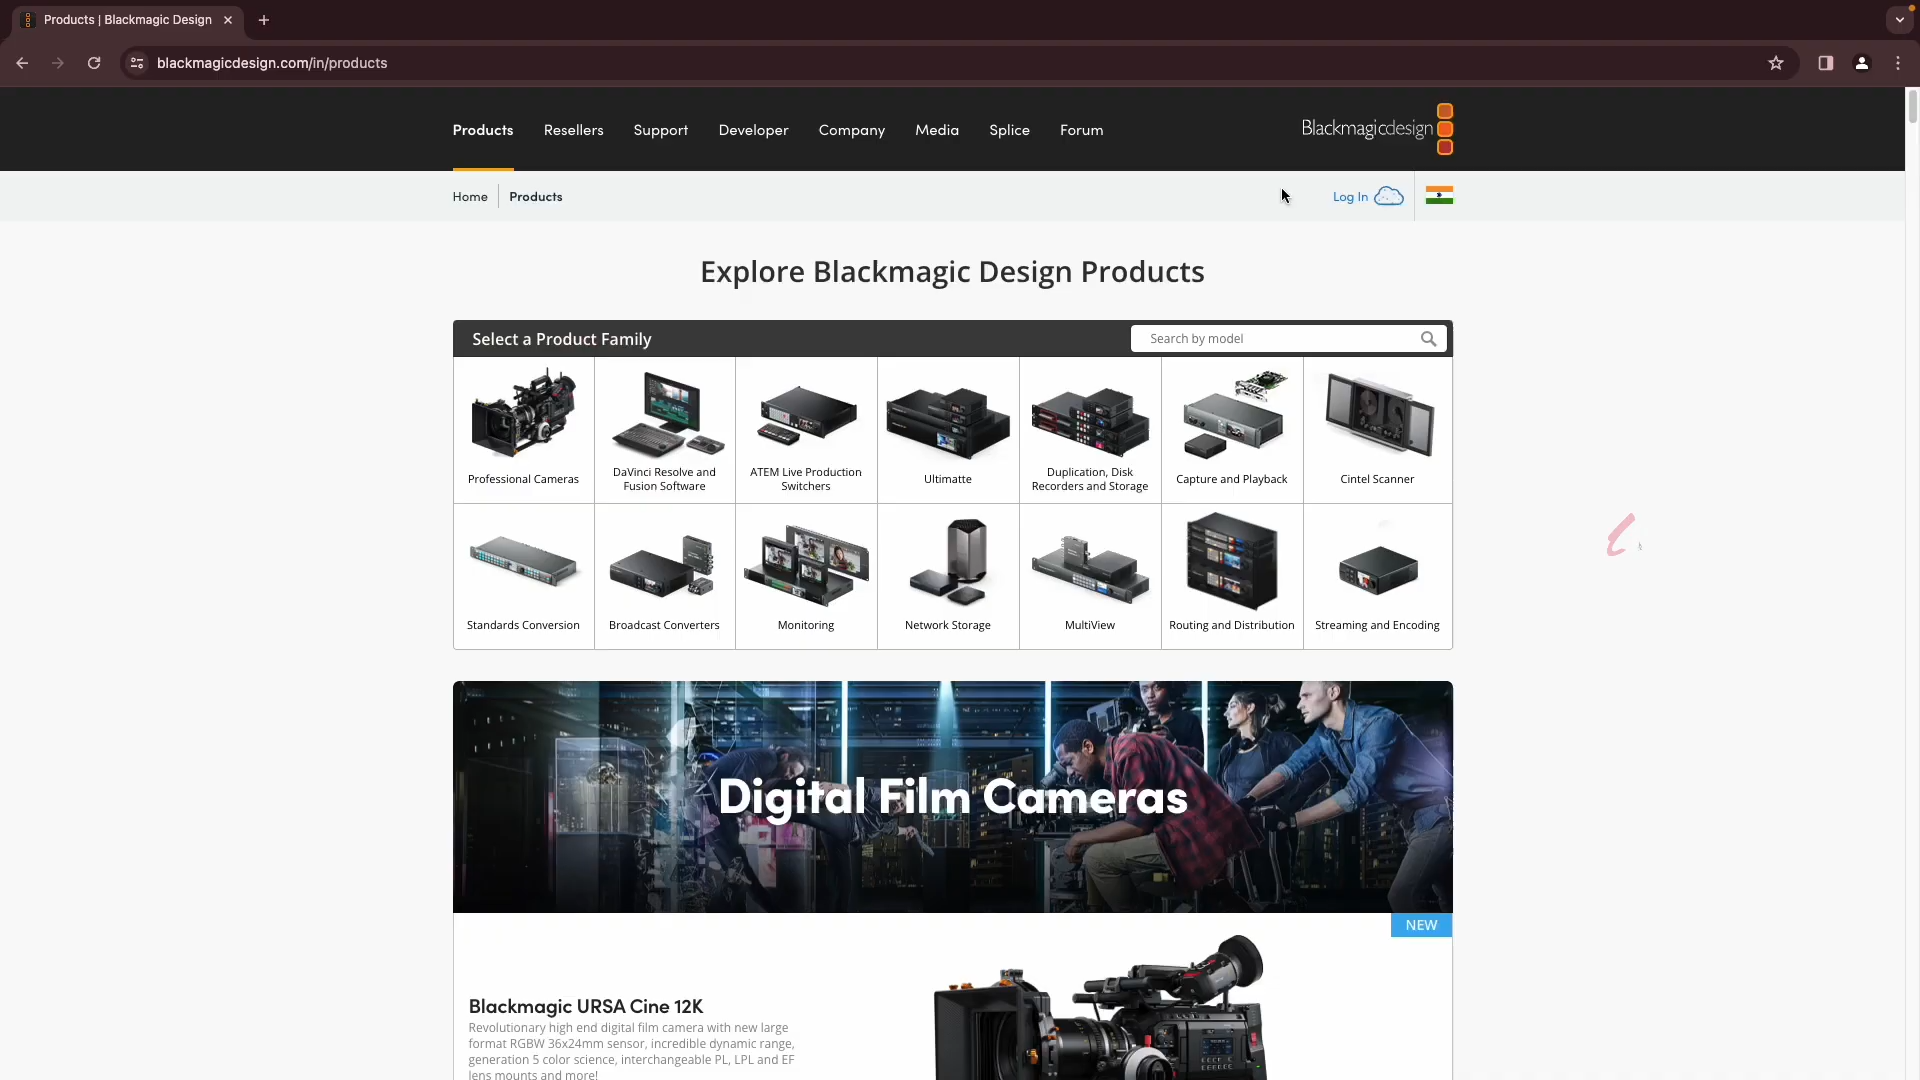 Products | Blackmagic Design
blackmagicdesign.com/in/products
Products Resellers Support Developer Company Media Splice Forum
Blackmagicdesign
Home Products
Log In
Explore Blackmagic Design Products
Select a Product Family
Search by model
Professional Cameras
DaVinci Resolve and
Fusion Software
ATEM Live Production
Switchers
Ultimatte
Duplication, Disk
Recorders and Storage
Capture and Playback
Cintel Scanner
Standards Conversion
Broadcast Converters
Monitoring
Network Storage
MultiView
Routing and Distribution
Streaming and Encoding
Digital Film Cameras
NEW
Blackmagic URSA Cine 12K
Revolutionary high end digital film camera with new large
format RGBW 36x24mm sensor, incredible dynamic range,
generation 5 color science, interchangeable PL, LPL and EF
lens mounts and more!